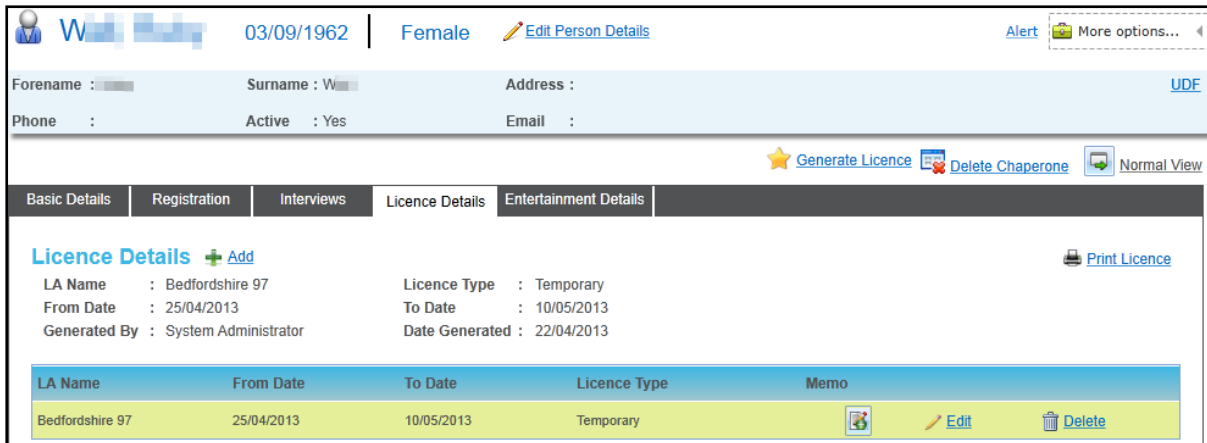 W 03/09/1962 Female Edit Person Details Alert More options...
Forename : Surname : W Address : UDF
Phone : Active : Yes Email :
Generate Licence Delete Chaperone Normal View
Basic Details Registration Interviews Licence Details Entertainment Details
Licence Details Add Print Licence
LA Name : Bedfordshire 97 Licence Type : Temporary
From Date : 25/04/2013 To Date : 10/05/2013
Generated By : System Administrator Date Generated : 22/04/2013
LA Name From Date To Date Licence Type Memo
Bedfordshire 97 25/04/2013 10/05/2013 Temporary Edit Delete